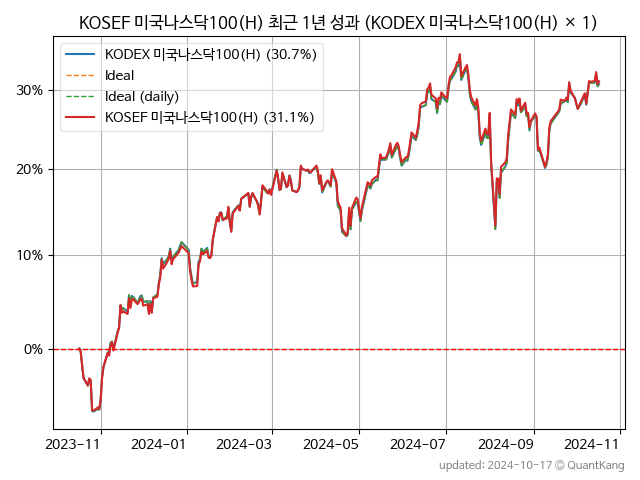 KOSEF 미국나스닥100(H) 최근 1년 성과 (KODEX 미국나스닥100(H) × 1)
KODEX 미국나스닥100(H) (30.7%)
Ideal
Ideal (daily)
KOSEF 미국나스닥100(H) (31.1%)
30%
20%
10%
0%
2023-11 2024-01 2024-03 2024-05 2024-07 2024-09 2024-11
updated: 2024-10-17 © QuantKang